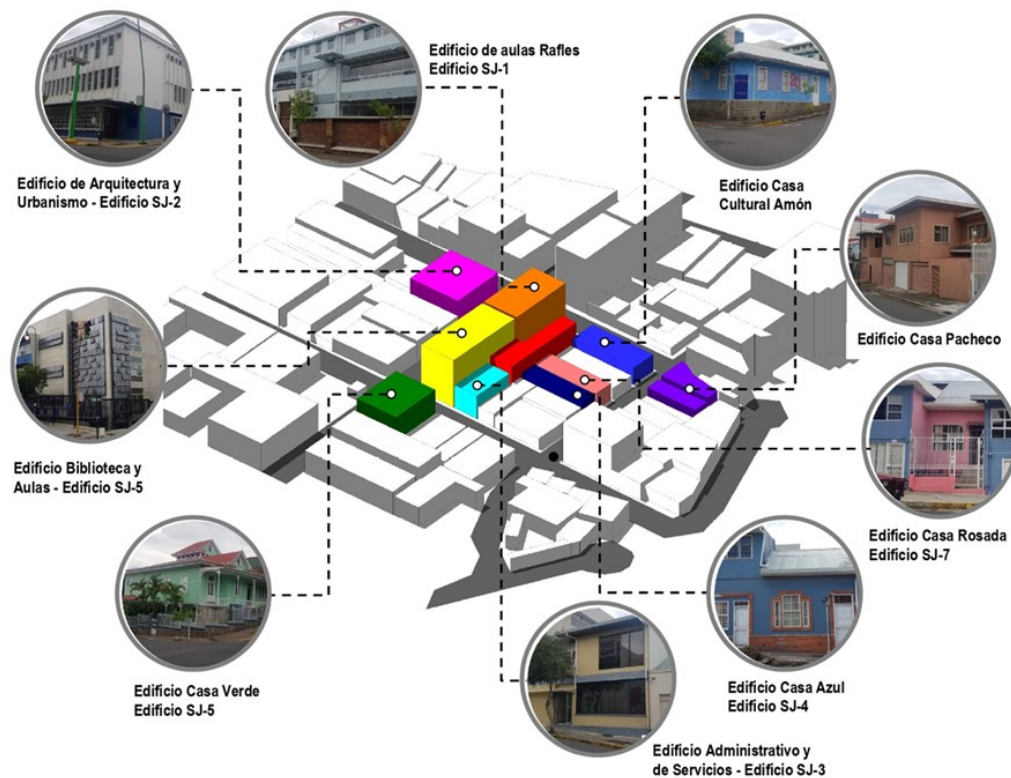 Edificio de aulas Rafles
Edificio SJ-1
Edificio de Arquitectura y
Urbanismo - Edificio SJ-2
Edificio Casa
Cultural Amón
Edificio Casa Pacheco
Edificio Biblioteca y
Aulas - Edificio SJ-5
Edificio Casa Rosada
Edificio SJ-7
Edificio Casa Verde
Edificio SJ-5
Edificio Casa Azul
Edificio SJ-4
Edificio Administrativo y
de Servicios - Edificio SJ-3